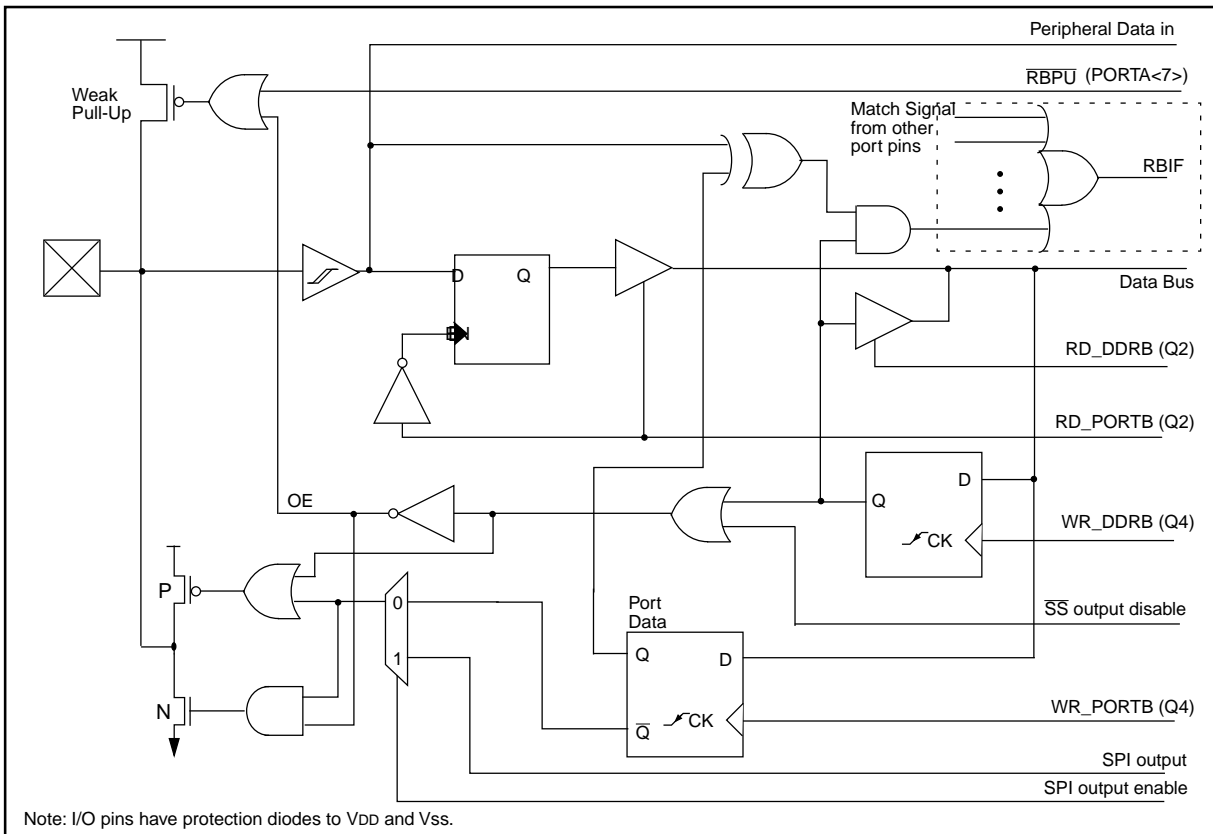 Peripheral Data in
RBPU (PORTA<7>)
Weak
Pull-Up
Match Signal
from other
port pins
RBIF
D
Q
Data Bus
RD_DDRB (Q2)
RD_PORTB (Q2)
OE
Q
D
CK
WR_DDRB (Q4)
P
0
1
Port
Data
SS output disable
Q
D
N
Q
CK
WR_PORTB (Q4)
SPI output
SPI output enable
Note: I/O pins have protection diodes to VDD and Vss.